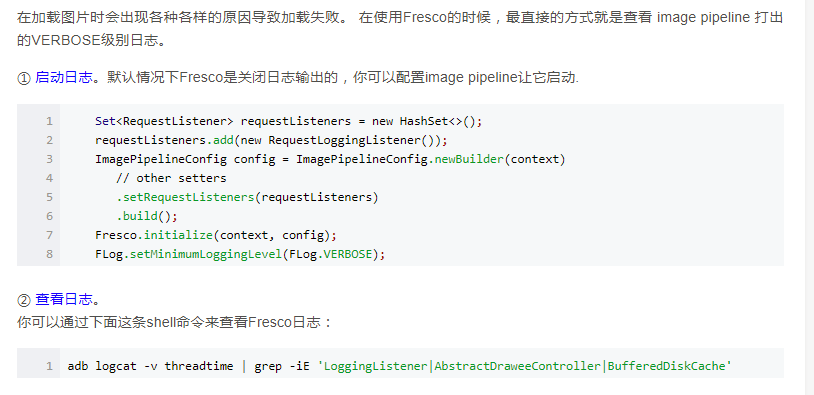 在加载图片时会出现各种各样的原因导致加载失败。 在使用Fresco的时候，最直接的方式就是查看 image pipeline 打出
的VERBOSE级别日志。
① 启动日志。默认情况下Fresco是关闭日志输出的，你可以配置image pipeline让它启动.
1 Set<RequestListener> requestListeners = new HashSet<>();
2 requestListeners.add(new RequestLoggingListener());
3 ImagePipelineConfig config = ImagePipelineConfig.newBuilder(context)
4 // other setters
5 .setRequestListeners(requestListeners)
6 .build();
7 Fresco.initialize(context, config);
8 FLog.setMinimumLoggingLevel(FLog.VERBOSE);
② 查看日志。
你可以通过下面这条shell命令来查看Fresco日志：
1 adb logcat -v threadtime | grep -iE 'LoggingListener|AbstractDraweeController|BufferedDiskCache'